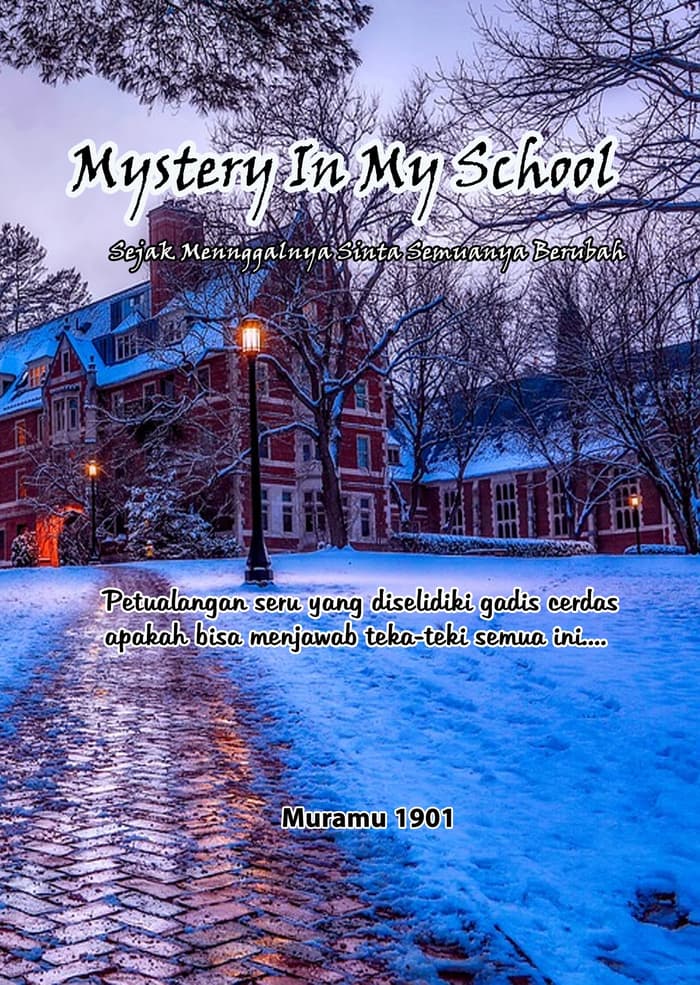 Mystery In My School
Sejak Mennggalnya Sinta Semuanya Berubah
Petualangan seru yang diselidiki gadis cerdas
apakah bisa menjawab teka-teki semua ini....
Muramu 1901